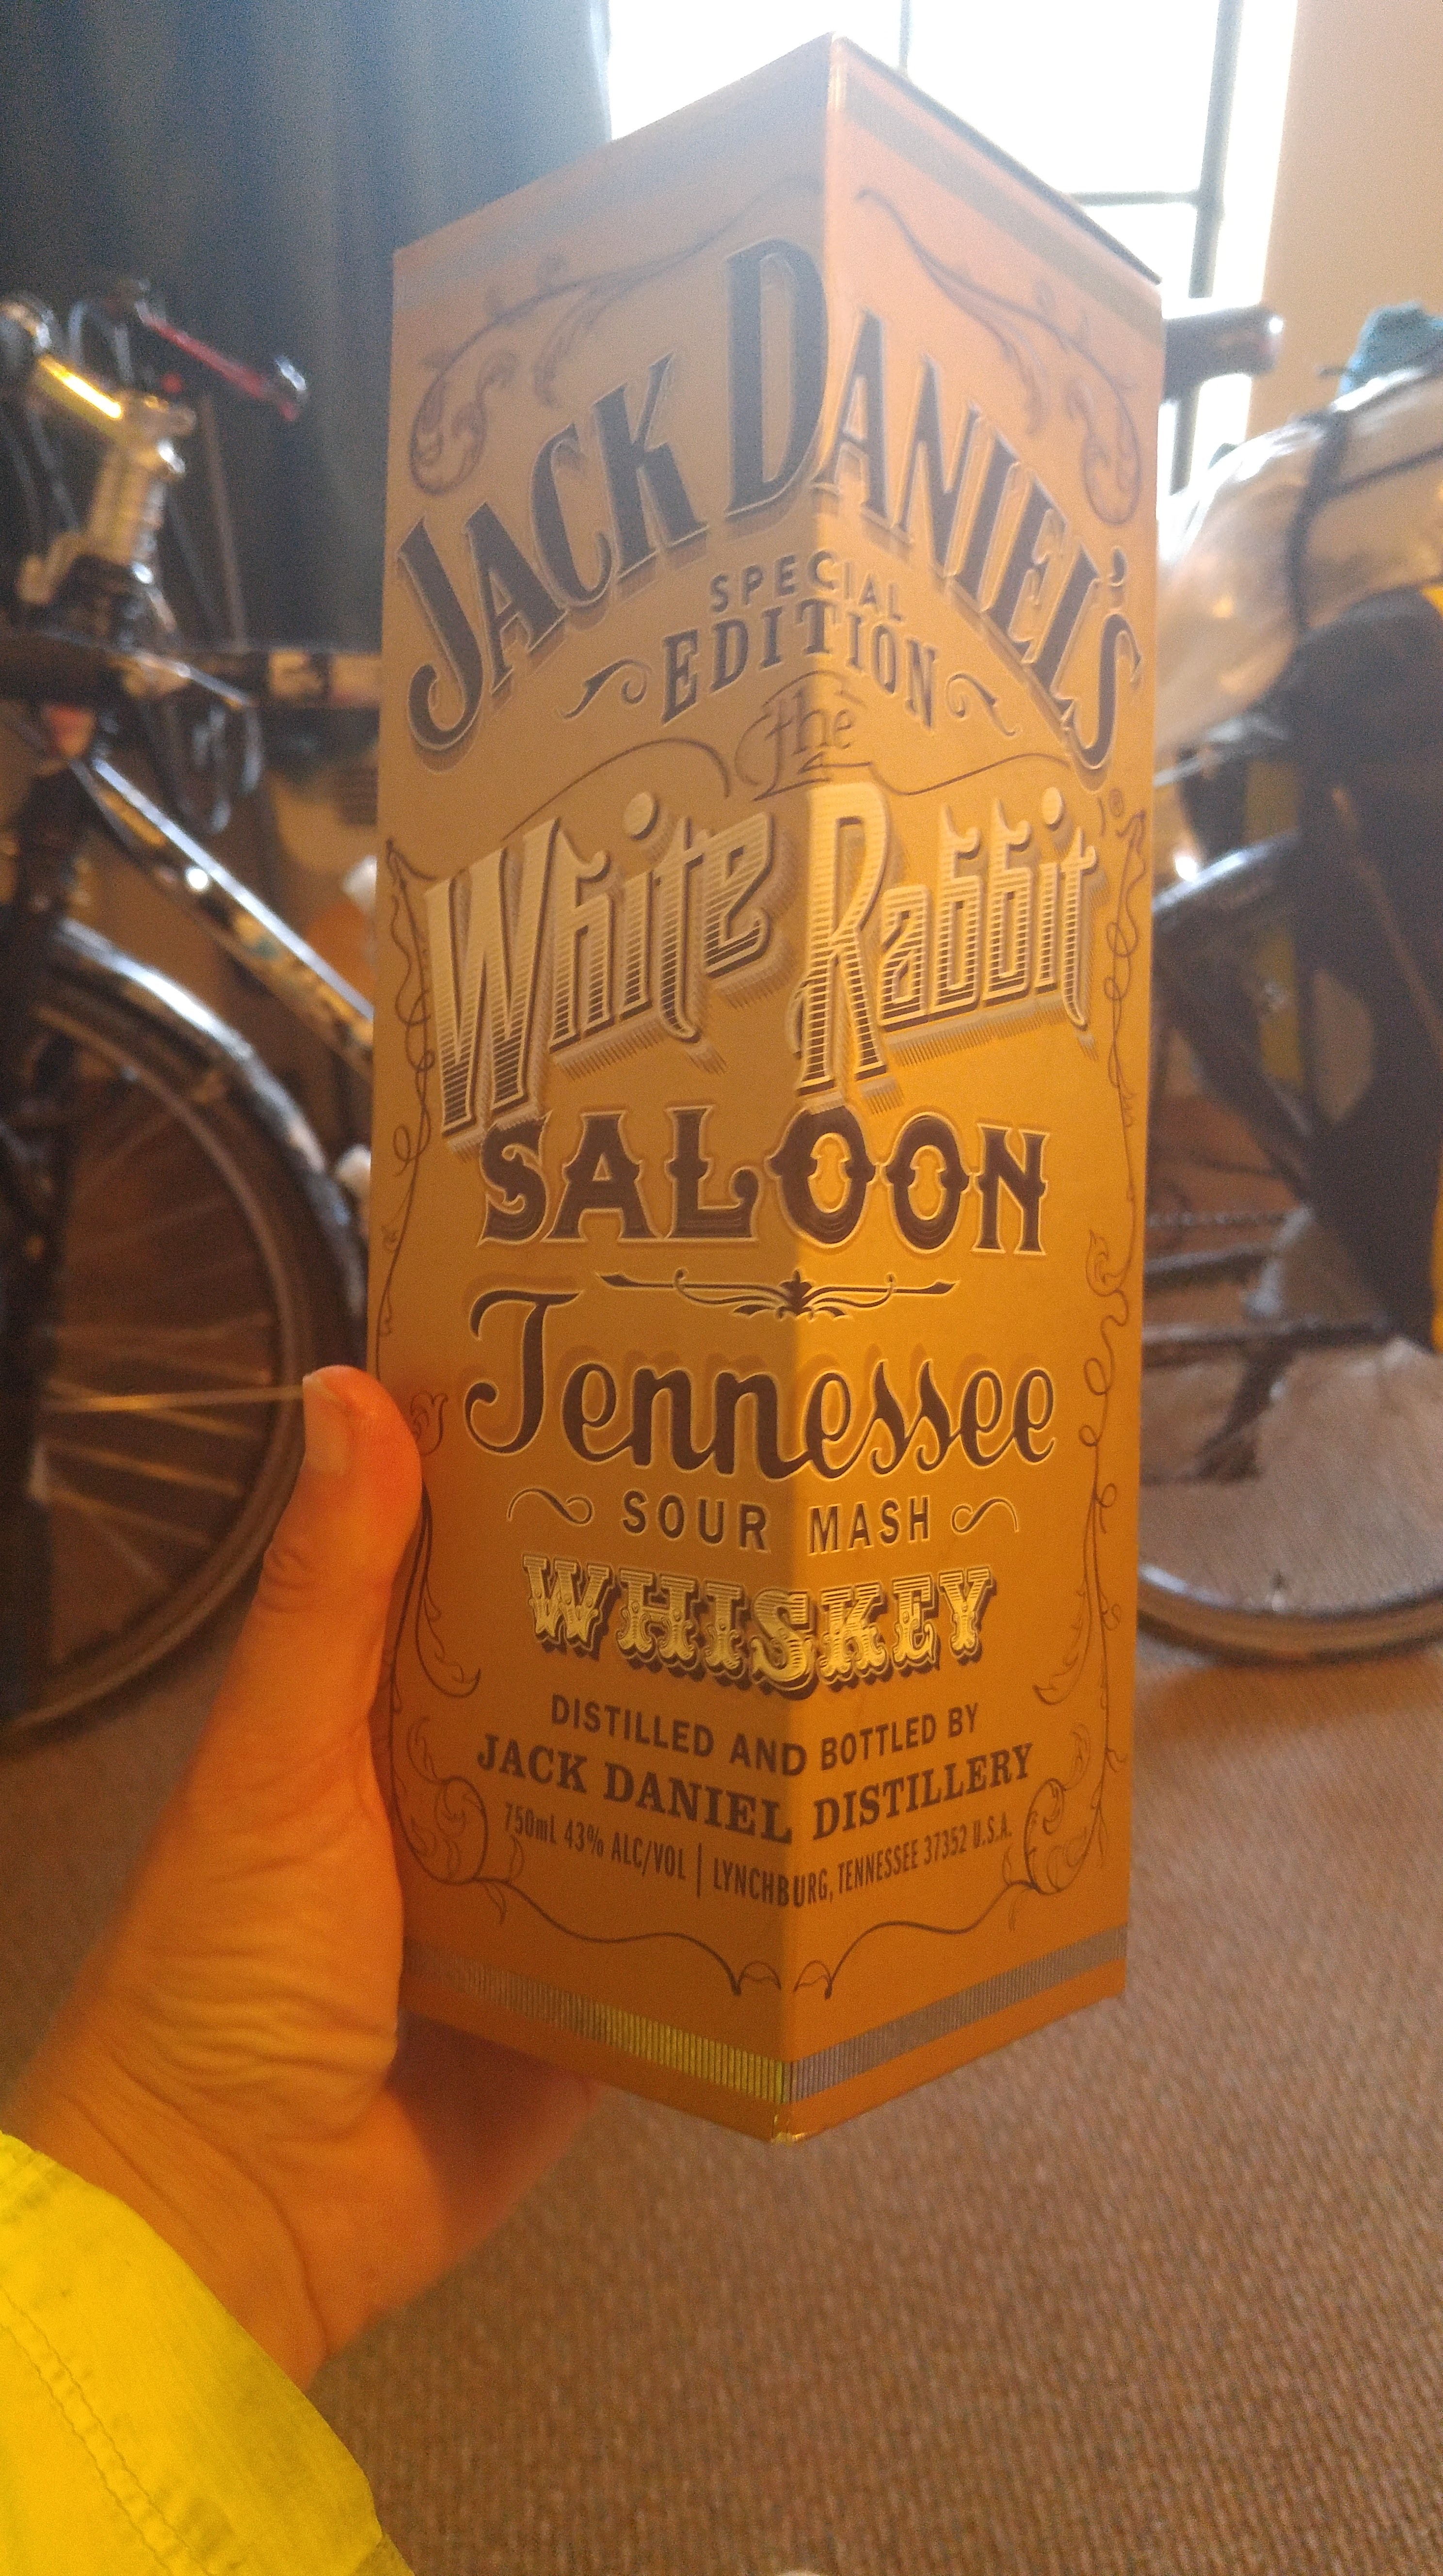 JACK DANIEL'S
SPECIAL
EDITION
the
White Rabbit®
SALOON
Tennessee
SOUR MASH
WHISKEY
DISTILLED AND BOTTLED BY
JACK DANIEL DISTILLERY
750mL 43% ALC/VOL | LYNCHBURG, TENNESSEE 37352 U.S.A.